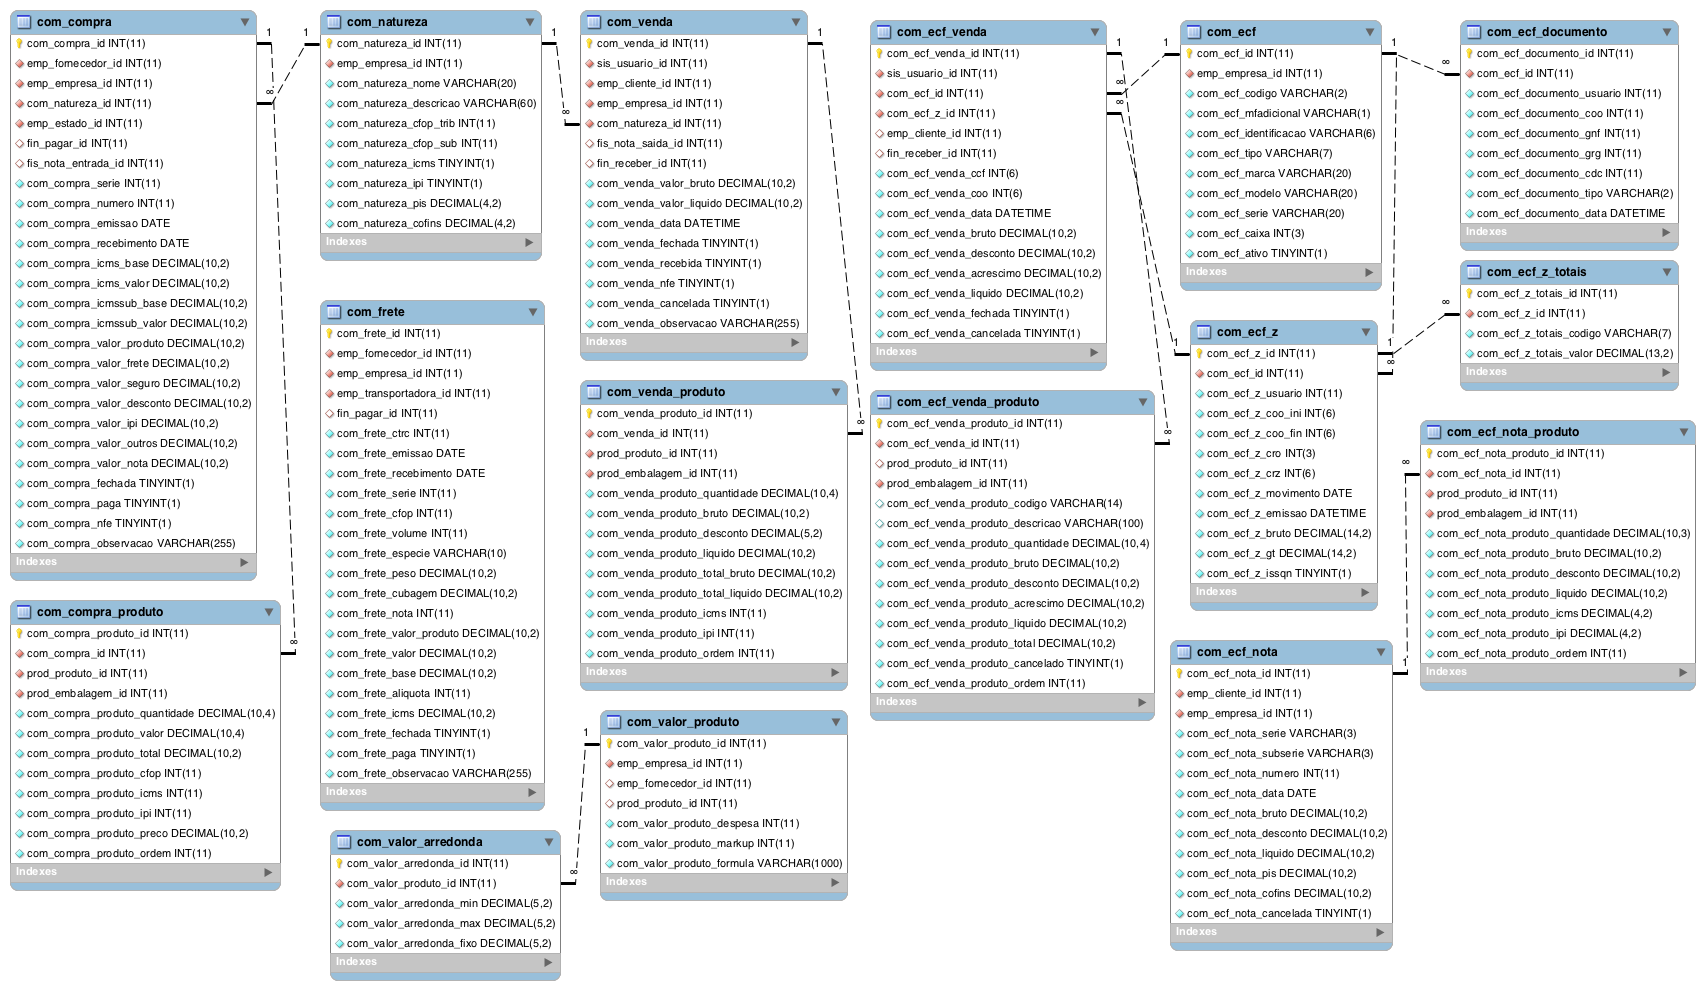 com_compra
com_compra_id INT(11)
emp_fornecedor_id INT(11)
emp_empresa_id INT(11)
com_natureza_id INT(11)
emp_estado_id INT(11)
fin_pagar_id INT(11)
fis_nota_entrada_id INT(11)
com_compra_serie INT(11)
com_compra_numero INT(11)
com_compra_emissao DATE
com_compra_recebimento DATE
com_compra_icms_base DECIMAL(10,2)
com_compra_icms_valor DECIMAL(10,2)
com_compra_icmssub_base DECIMAL(10,2)
com_compra_icmssub_valor DECIMAL(10,2)
com_compra_valor_produto DECIMAL(10,2)
com_compra_valor_frete DECIMAL(10,2)
com_compra_valor_seguro DECIMAL(10,2)
com_compra_valor_desconto DECIMAL(10,2)
com_compra_valor_ipi DECIMAL(10,2)
com_compra_valor_outros DECIMAL(10,2)
com_compra_valor_nota DECIMAL(10,2)
com_compra_fechada TINYINT(1)
com_compra_paga TINYINT(1)
com_compra_nfe TINYINT(1)
com_compra_observacao VARCHAR(255)
Indexes
1
∞
com_compra_produto
com_compra_produto_id INT(11)
com_compra_id INT(11)
prod_produto_id INT(11)
prod_embalagem_id INT(11)
com_compra_produto_quantidade DECIMAL(10,4)
com_compra_produto_valor DECIMAL(10,4)
com_compra_produto_total DECIMAL(10,2)
com_compra_produto_cfop INT(11)
com_compra_produto_icms INT(11)
com_compra_produto_ipi INT(11)
com_compra_produto_preco DECIMAL(10,2)
com_compra_produto_ordem INT(11)
Indexes
∞
1
com_natureza
com_natureza_id INT(11)
emp_empresa_id INT(11)
com_natureza_nome VARCHAR(20)
com_natureza_descricao VARCHAR(60)
com_natureza_cfop_trib INT(11)
com_natureza_cfop_sub INT(11)
com_natureza_icms TINYINT(1)
com_natureza_ipi TINYINT(1)
com_natureza_pis DECIMAL(4,2)
com_natureza_cofins DECIMAL(4,2)
Indexes
1
∞
com_frete
com_frete_id INT(11)
emp_fornecedor_id INT(11)
emp_empresa_id INT(11)
emp_transportadora_id INT(11)
fin_pagar_id INT(11)
com_frete_ctrc INT(11)
com_frete_emissao DATE
com_frete_recebimento DATE
com_frete_serie INT(11)
com_frete_cfop INT(11)
com_frete_volume INT(11)
com_frete_especie VARCHAR(10)
com_frete_peso DECIMAL(10,2)
com_frete_cubagem DECIMAL(10,2)
com_frete_nota INT(11)
com_frete_valor_produto DECIMAL(10,2)
com_frete_valor DECIMAL(10,2)
com_frete_base DECIMAL(10,2)
com_frete_aliquota INT(11)
com_frete_icms DECIMAL(10,2)
com_frete_fechada TINYINT(1)
com_frete_paga TINYINT(1)
com_frete_observacao VARCHAR(255)
Indexes
com_valor_arredonda
com_valor_arredonda_id INT(11)
com_valor_produto_id INT(11)
com_valor_arredonda_min DECIMAL(5,2)
com_valor_arredonda_max DECIMAL(5,2)
com_valor_arredonda_fixo DECIMAL(5,2)
Indexes
∞
1
com_venda
com_venda_id INT(11)
sis_usuario_id INT(11)
emp_cliente_id INT(11)
emp_empresa_id INT(11)
com_natureza_id INT(11)
fis_nota_saida_id INT(11)
fin_receber_id INT(11)
com_venda_valor_bruto DECIMAL(10,2)
com_venda_valor_liquido DECIMAL(10,2)
com_venda_data DATETIME
com_venda_fechada TINYINT(1)
com_venda_recebida TINYINT(1)
com_venda_nfe TINYINT(1)
com_venda_cancelada TINYINT(1)
com_venda_observacao VARCHAR(255)
Indexes
1
com_venda_produto
com_venda_produto_id INT(11)
com_venda_id INT(11)
prod_produto_id INT(11)
prod_embalagem_id INT(11)
com_venda_produto_quantidade DECIMAL(10,4)
com_venda_produto_bruto DECIMAL(10,2)
com_venda_produto_desconto DECIMAL(5,2)
com_venda_produto_liquido DECIMAL(10,2)
com_venda_produto_total_bruto DECIMAL(10,2)
com_venda_produto_total_liquido DECIMAL(10,2)
com_venda_produto_icms INT(11)
com_venda_produto_ipi INT(11)
com_venda_produto_ordem INT(11)
Indexes
∞
com_valor_produto
com_valor_produto_id INT(11)
emp_empresa_id INT(11)
emp_fornecedor_id INT(11)
prod_produto_id INT(11)
com_valor_produto_despesa INT(11)
com_valor_produto_markup INT(11)
com_valor_produto_formula VARCHAR(1000)
Indexes
com_ecf_venda
com_ecf_venda_id INT(11)
sis_usuario_id INT(11)
com_ecf_id INT(11)
com_ecf_z_id INT(11)
emp_cliente_id INT(11)
fin_receber_id INT(11)
com_ecf_venda_ccf INT(6)
com_ecf_venda_coo INT(6)
com_ecf_venda_data DATETIME
com_ecf_venda_bruto DECIMAL(10,2)
com_ecf_venda_desconto DECIMAL(10,2)
com_ecf_venda_acrescimo DECIMAL(10,2)
com_ecf_venda_liquido DECIMAL(10,2)
com_ecf_venda_fechada TINYINT(1)
com_ecf_venda_cancelada TINYINT(1)
Indexes
1
∞
∞
com_ecf_venda_produto
com_ecf_venda_produto_id INT(11)
com_ecf_venda_id INT(11)
prod_produto_id INT(11)
prod_embalagem_id INT(11)
com_ecf_venda_produto_codigo VARCHAR(14)
com_ecf_venda_produto_descricao VARCHAR(100)
com_ecf_venda_produto_quantidade DECIMAL(10,4)
com_ecf_venda_produto_bruto DECIMAL(10,2)
com_ecf_venda_produto_desconto DECIMAL(10,2)
com_ecf_venda_produto_acrescimo DECIMAL(10,2)
com_ecf_venda_produto_liquido DECIMAL(10,2)
com_ecf_venda_produto_total DECIMAL(10,2)
com_ecf_venda_produto_cancelado TINYINT(1)
com_ecf_venda_produto_ordem INT(11)
Indexes
∞
1
com_ecf
com_ecf_id INT(11)
emp_empresa_id INT(11)
com_ecf_codigo VARCHAR(2)
com_ecf_mfadicional VARCHAR(1)
com_ecf_identificacao VARCHAR(6)
com_ecf_tipo VARCHAR(7)
com_ecf_marca VARCHAR(20)
com_ecf_modelo VARCHAR(20)
com_ecf_serie VARCHAR(20)
com_ecf_caixa INT(3)
com_ecf_ativo TINYINT(1)
Indexes
1
1
com_ecf_z
com_ecf_z_id INT(11)
com_ecf_id INT(11)
com_ecf_z_usuario INT(11)
com_ecf_z_coo_ini INT(6)
com_ecf_z_coo_fin INT(6)
com_ecf_z_cro INT(3)
com_ecf_z_crz INT(6)
com_ecf_z_movimento DATE
com_ecf_z_emissao DATETIME
com_ecf_z_bruto DECIMAL(14,2)
com_ecf_z_gt DECIMAL(14,2)
com_ecf_z_issqn TINYINT(1)
Indexes
1
∞
com_ecf_nota
com_ecf_nota_id INT(11)
emp_cliente_id INT(11)
emp_empresa_id INT(11)
com_ecf_nota_serie VARCHAR(3)
com_ecf_nota_subserie VARCHAR(3)
com_ecf_nota_numero INT(11)
com_ecf_nota_data DATE
com_ecf_nota_bruto DECIMAL(10,2)
com_ecf_nota_desconto DECIMAL(10,2)
com_ecf_nota_liquido DECIMAL(10,2)
com_ecf_nota_pis DECIMAL(10,2)
com_ecf_nota_cofins DECIMAL(10,2)
com_ecf_nota_cancelada TINYINT(1)
Indexes
1
∞
com_ecf_documento
com_ecf_documento_id INT(11)
com_ecf_id INT(11)
com_ecf_documento_usuario INT(11)
com_ecf_documento_coo INT(11)
com_ecf_documento_gnf INT(11)
com_ecf_documento_grg INT(11)
com_ecf_documento_cdc INT(11)
com_ecf_documento_tipo VARCHAR(2)
com_ecf_documento_data DATETIME
Indexes
∞
com_ecf_z_totais
com_ecf_z_totais_id INT(11)
com_ecf_z_id INT(11)
com_ecf_z_totais_codigo VARCHAR(7)
com_ecf_z_totais_valor DECIMAL(13,2)
Indexes
∞
com_ecf_nota_produto
com_ecf_nota_produto_id INT(11)
com_ecf_nota_id INT(11)
prod_produto_id INT(11)
prod_embalagem_id INT(11)
com_ecf_nota_produto_quantidade DECIMAL(10,3)
com_ecf_nota_produto_bruto DECIMAL(10,2)
com_ecf_nota_produto_desconto DECIMAL(10,2)
com_ecf_nota_produto_liquido DECIMAL(10,2)
com_ecf_nota_produto_icms DECIMAL(4,2)
com_ecf_nota_produto_ipi DECIMAL(4,2)
com_ecf_nota_produto_ordem INT(11)
Indexes